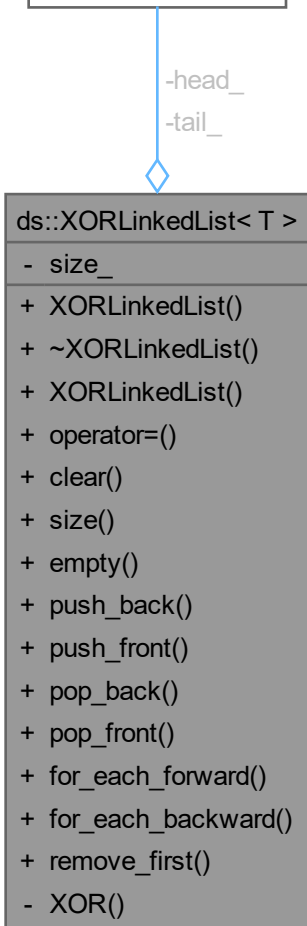 -head_
-tail_
ds::XORLinkedList< T >
- size_
+ XORLinkedList()
+ ~XORLinkedList()
+ XORLinkedList()
+ operator=()
+ clear()
+ size()
+ empty()
+ push_back()
+ push_front()
+ pop_back()
+ pop_front()
+ for_each_forward()
+ for_each_backward()
+ remove_first()
- XOR()